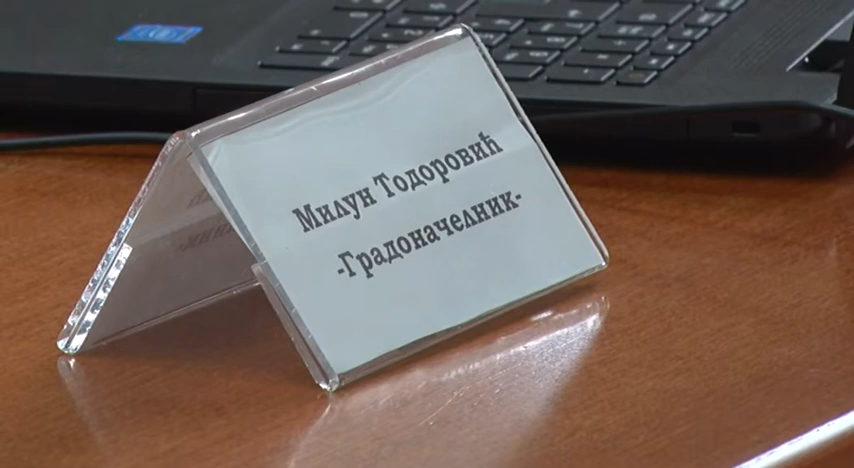 Милун Тодоровић
-Градоначелник-